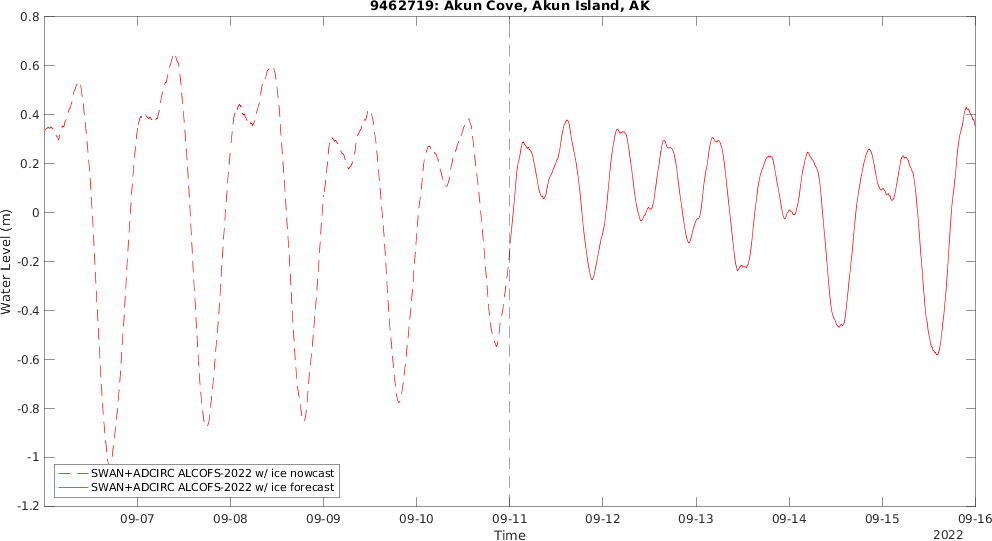 9462719: Akun Cove, Akun Island, AK
0.8
0.6
0.4
0.2
0
-0.2
-0.4
-0.6
-0.8
-1
-1.2
Water Level (m)
SWAN+ADCIRC ALCOFS-2022 w/ ice nowcast
SWAN+ADCIRC ALCOFS-2022 w/ ice forecast
09-07 09-08 09-09 09-10 09-11 09-12 09-13 09-14 09-15 09-16
Time
2022